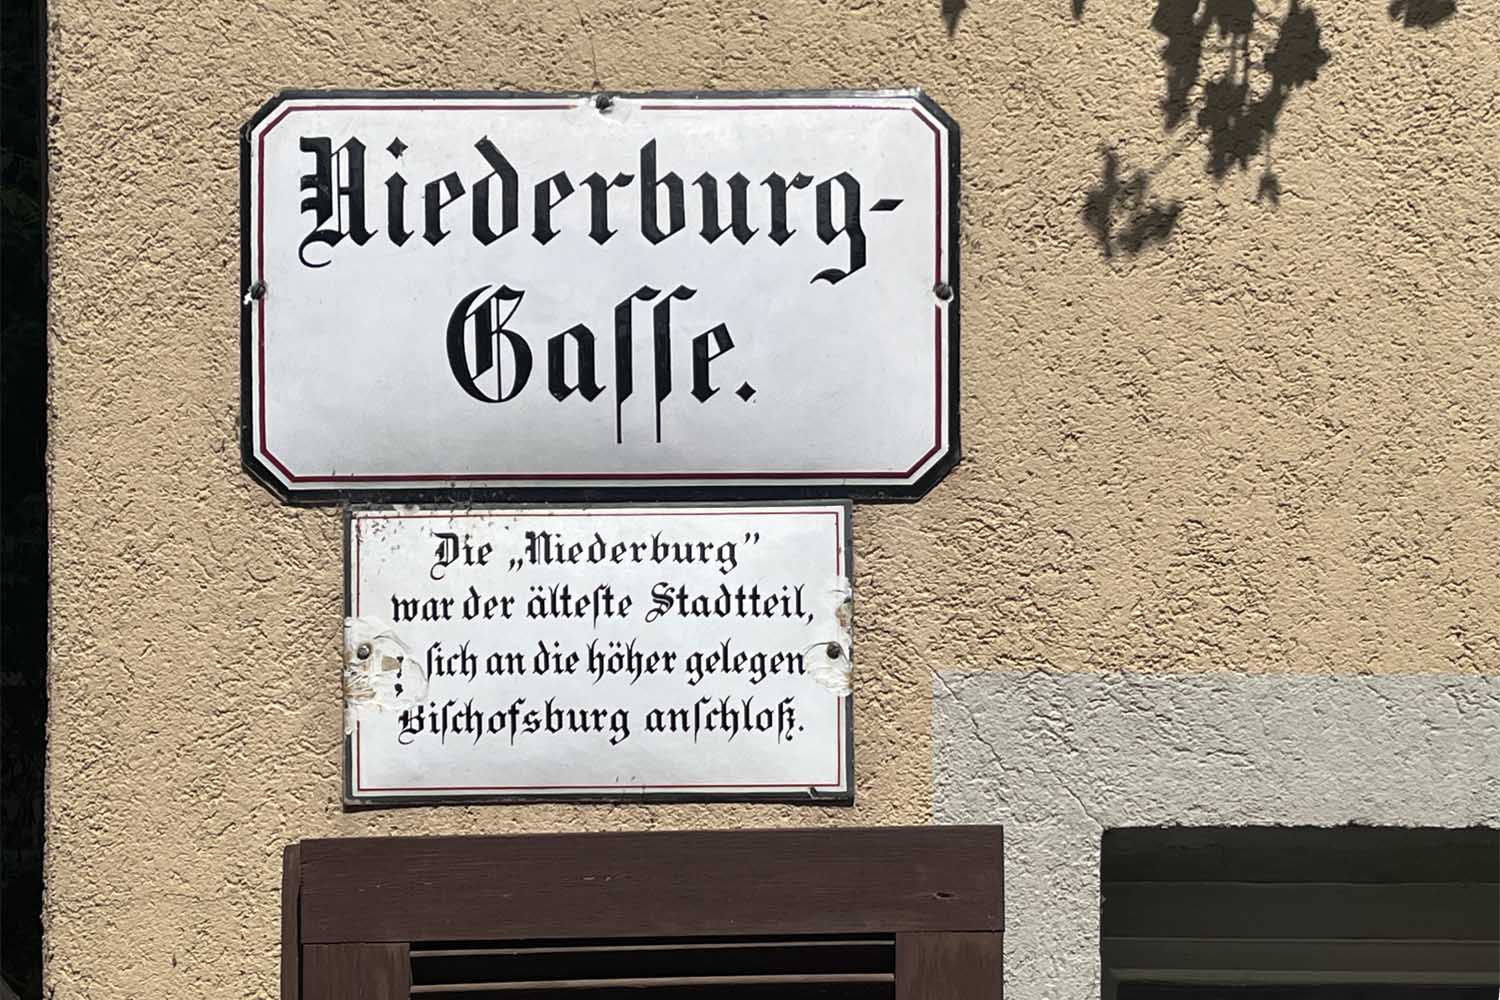 Niederburg-
Gasse.
Die „Niederburg”
war der älteſte Stadtteil,
ſich an die höher gelegen
Biſchofsburg anſchloß.